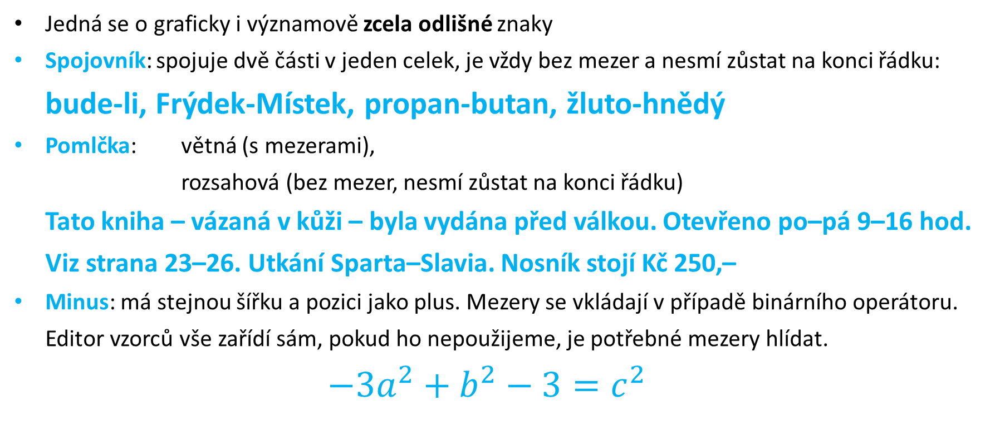 • Jedná se o graficky i významově zcela odlišné znaky
• Spojovník: spojuje dvě části v jeden celek, je vždy bez mezer a nesmí zůstat na konci řádku:
bude-li, Frýdek-Místek, propan-butan, žluto-hnědý
• Pomlčka: větná (s mezerami),
rozsahová (bez mezer, nesmí zůstat na konci řádku)
Tato kniha – vázaná v kůži – byla vydána před válkou. Otevřeno po–pá 9–16 hod.
Viz strana 23–26. Utkání Sparta–Slavia. Nosník stojí Kč 250,–
• Minus: má stejnou šířku a pozici jako plus. Mezery se vkládají v případě binárního operátoru.
Editor vzorců vše zařídí sám, pokud ho nepoužijeme, je potřebné mezery hlídat.
−3a² + b² − 3 = c²